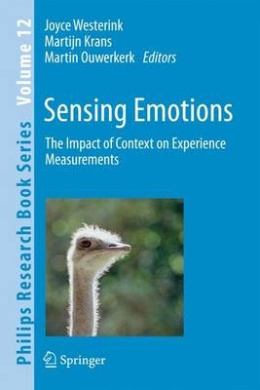 Joyce Westerink
Martijn Krans
Martin Ouwerkerk Editors
Philips Research Book Series Volume 12
Sensing Emotions
The Impact of Context on Experience
Measurements
Springer